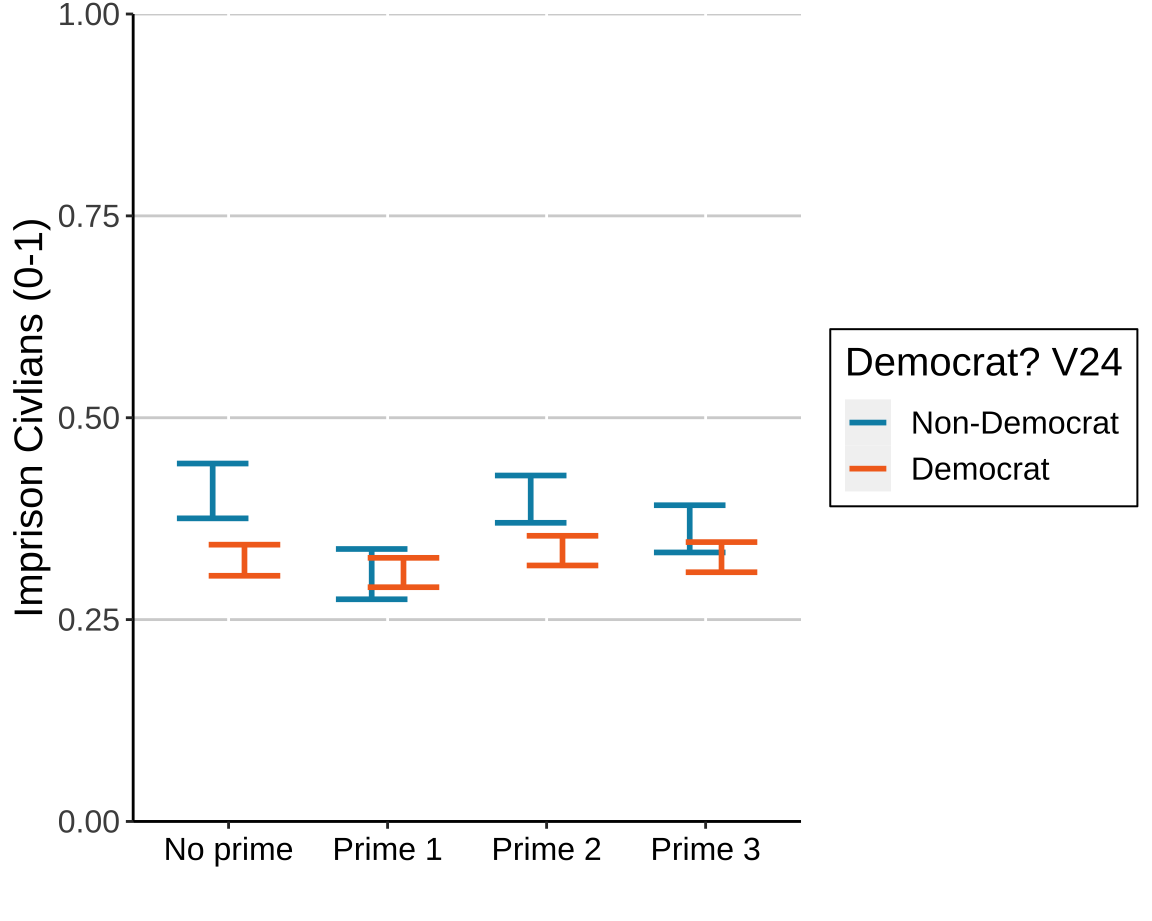 1.00
0.75
0.50
0.25
0.00
Imprison Civlians (0-1)
No prime Prime 1 Prime 2 Prime 3
Democrat? V24
Non-Democrat
Democrat